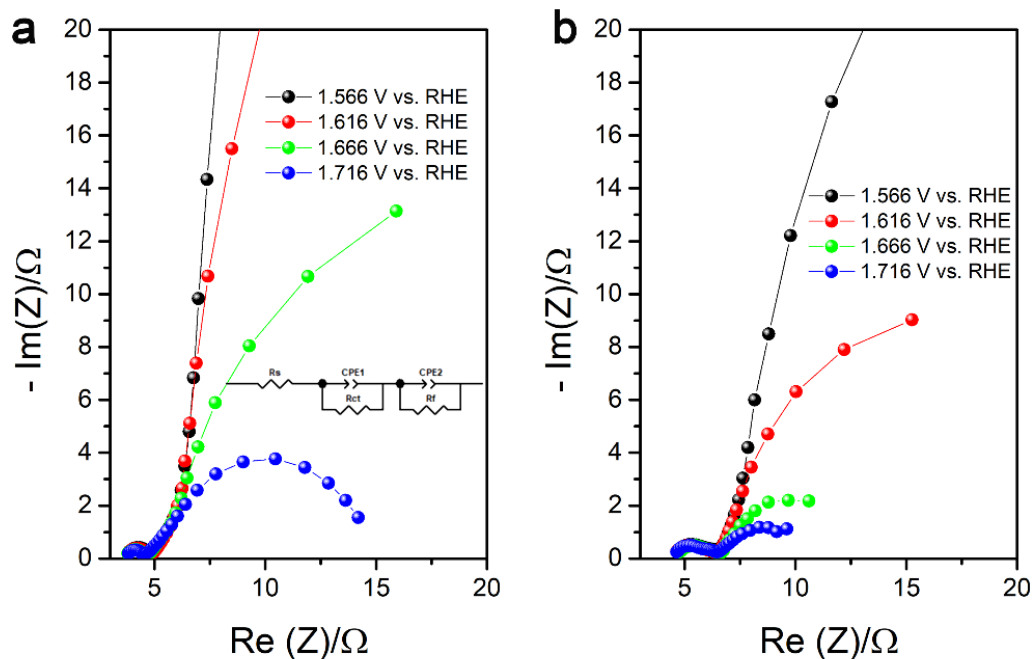 a
20
18
16
14
12
10
8
6
4
2
0
- Im(Z)/Ω
1.566 V vs. RHE
1.616 V vs. RHE
1.666 V vs. RHE
1.716 V vs. RHE
Rs
CPE1
CPE2
Rct
Rf
5
10
15
20
Re (Z)/Ω
b
20
18
16
14
12
10
8
6
4
2
0
- Im(Z)/Ω
1.566 V vs. RHE
1.616 V vs. RHE
1.666 V vs. RHE
1.716 V vs. RHE
5
10
15
20
Re (Z)/Ω